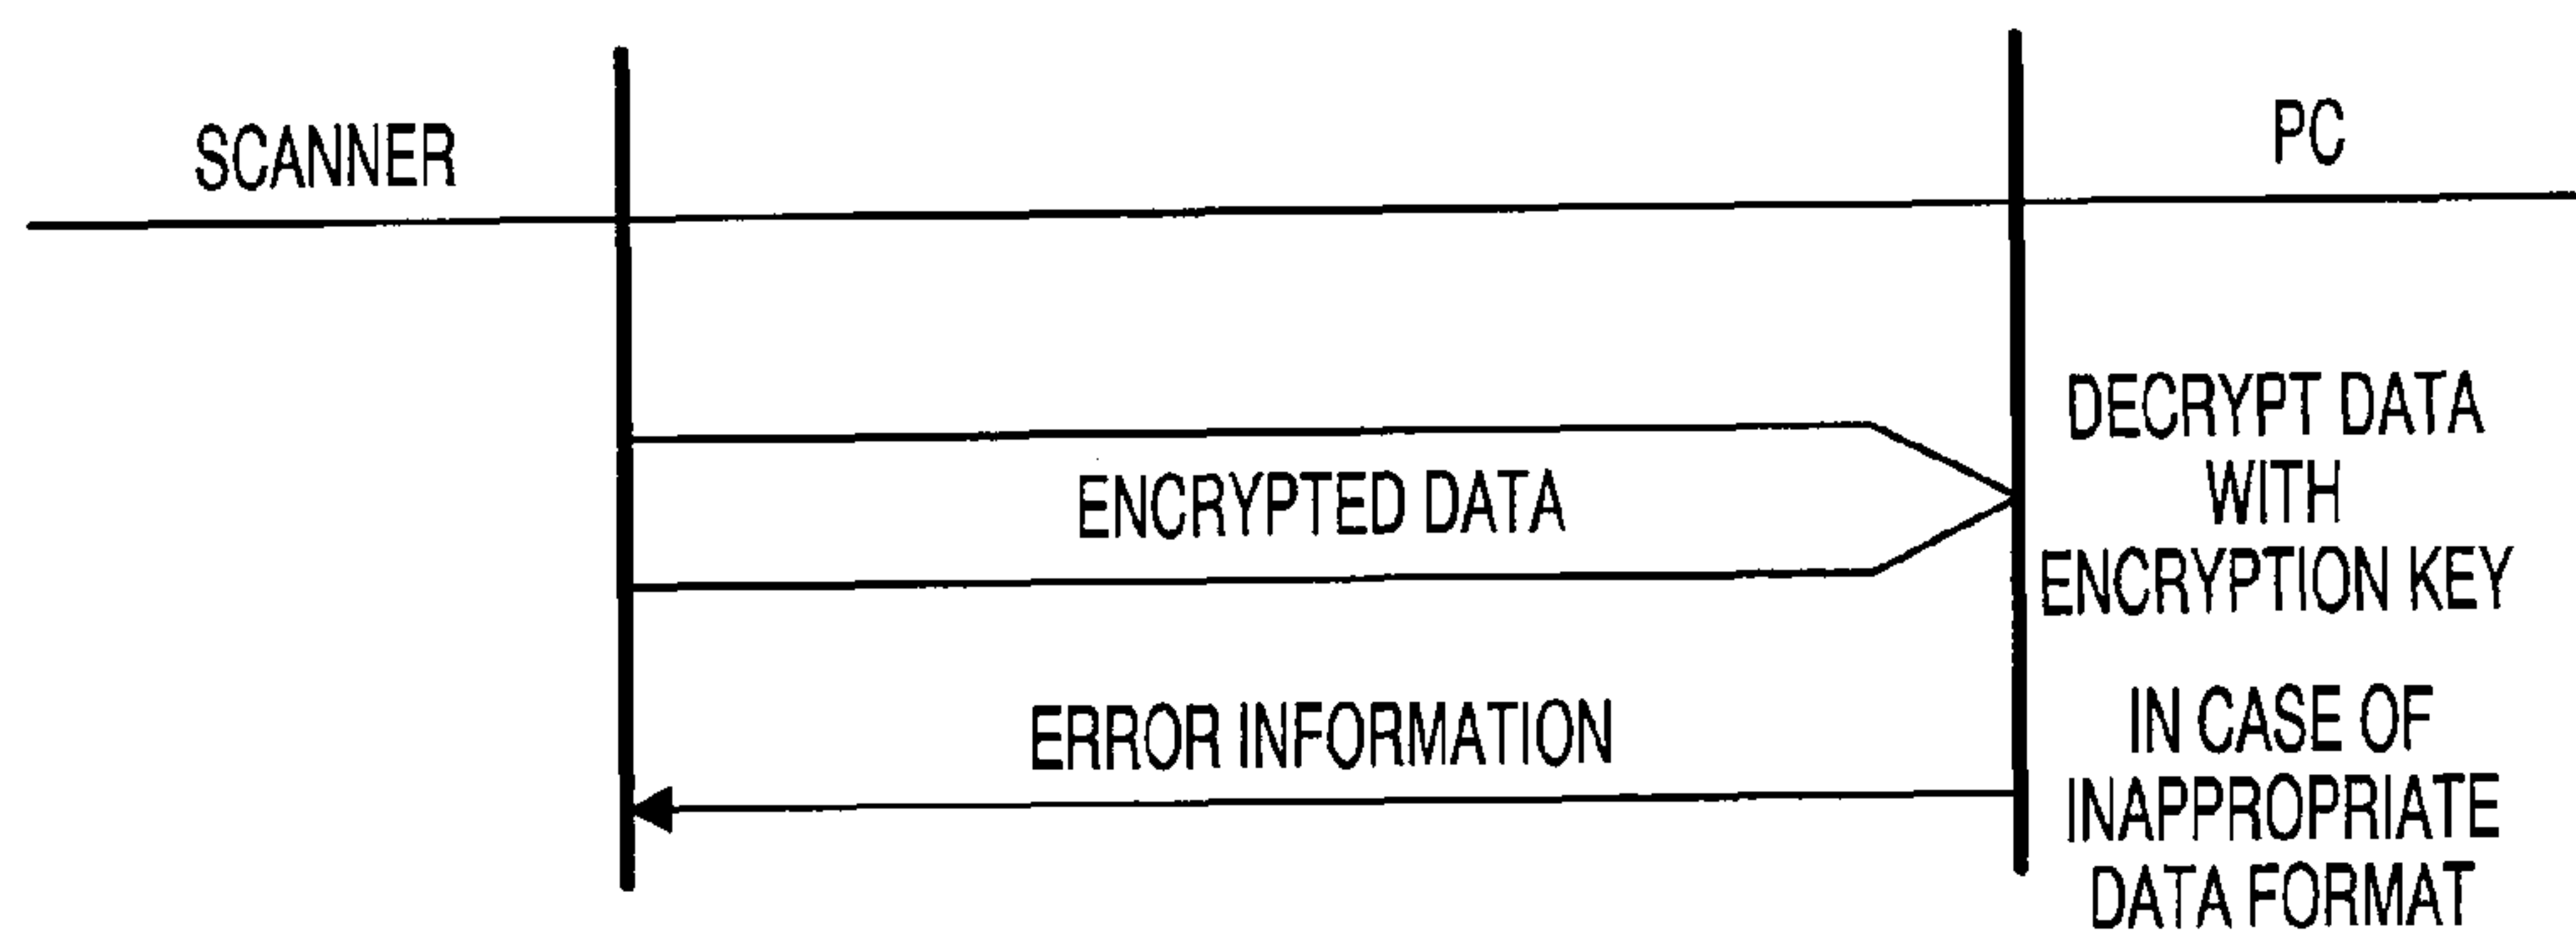 SCANNER
PC
ENCRYPTED DATA
DECRYPT DATA
WITH
ENCRYPTION KEY
ERROR INFORMATION
IN CASE OF
INAPPROPRIATE
DATA FORMAT